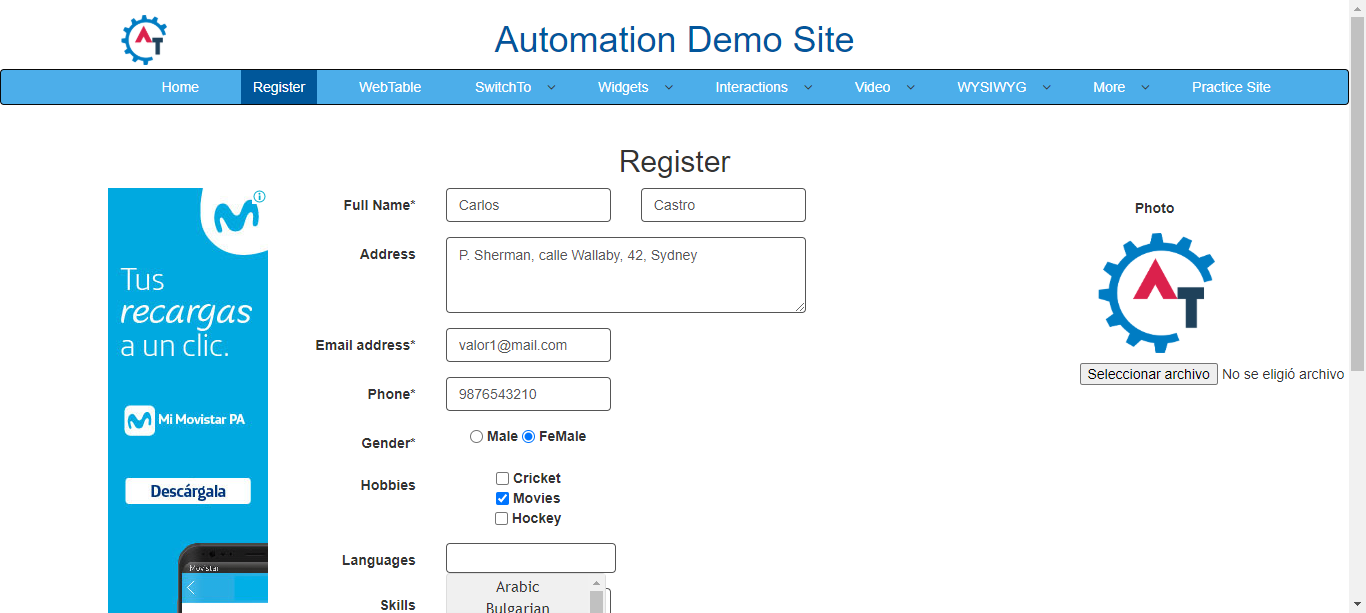 AT
Automation Demo Site
Home Register WebTable SwitchTo Widgets Interactions Video WYSIWYG More Practice Site
Register
Full Name* Carlos Castro
Photo
Address P. Sherman, calle Wallaby, 42, Sydney
Tus
recargas
a un clic.
AT
Email address* valor1@mail.com
Seleccionar archivo No se eligió archivo
Phone* 9876543210
Mi Movistar PA
Gender* Male FeMale
Hobbies Cricket
Movies
Hockey
Descárgala
Languages
Movistar
Arabic
Skills Bulgarian